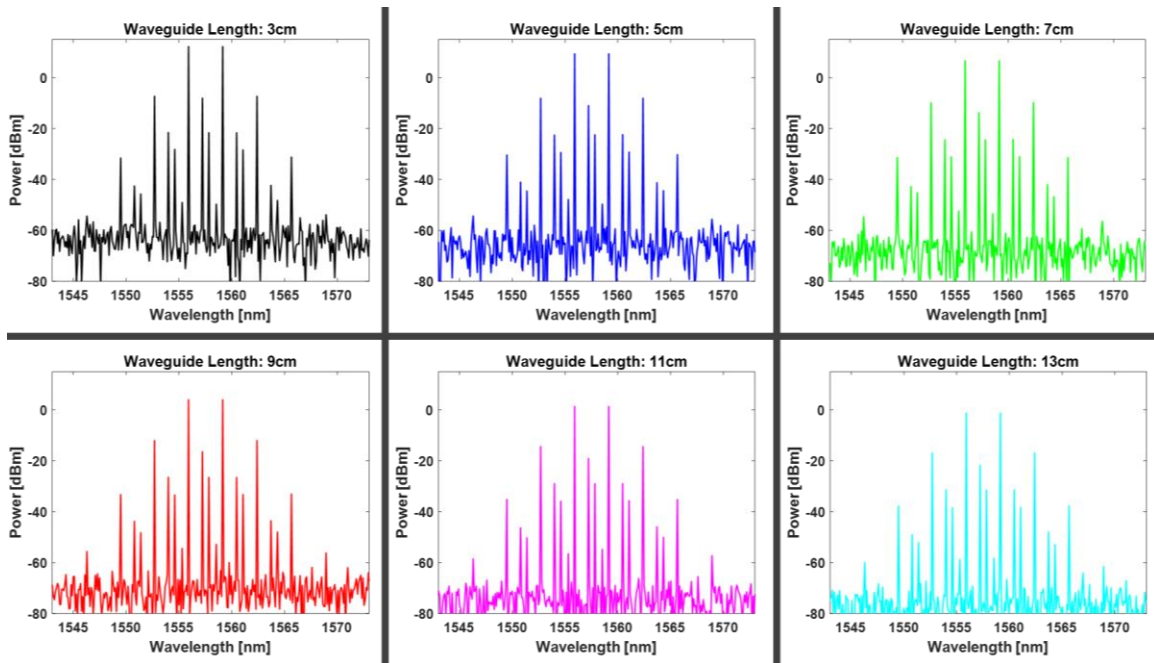 Waveguide Length: 3cm
Power [dBm]
0
-20
-40
-60
-80
1545 1550 1555 1560 1565 1570
Wavelength [nm]
Waveguide Length: 5cm
Power [dBm]
0
-20
-40
-60
-80
1545 1550 1555 1560 1565 1570
Wavelength [nm]
Waveguide Length: 7cm
Power [dBm]
0
-20
-40
-60
-80
1545 1550 1555 1560 1565 1570
Wavelength [nm]
Waveguide Length: 9cm
Power [dBm]
0
-20
-40
-60
-80
1545 1550 1555 1560 1565 1570
Wavelength [nm]
Waveguide Length: 11cm
Power [dBm]
0
-20
-40
-60
-80
1545 1550 1555 1560 1565 1570
Wavelength [nm]
Waveguide Length: 13cm
Power [dBm]
0
-20
-40
-60
-80
1545 1550 1555 1560 1565 1570
Wavelength [nm]